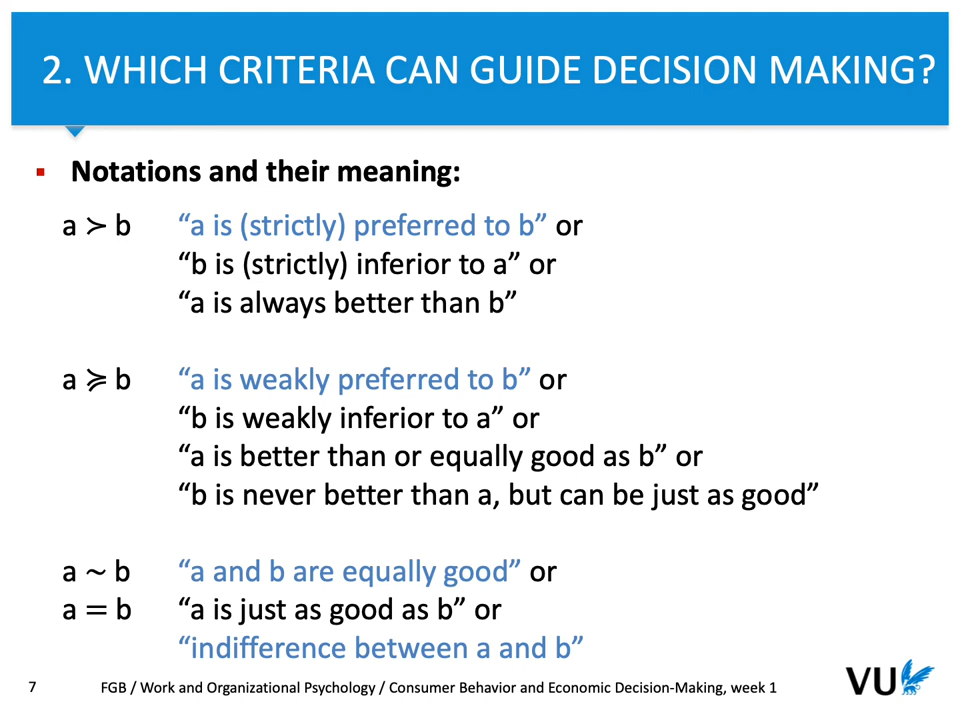 2. WHICH CRITERIA CAN GUIDE DECISION MAKING?
▪ Notations and their meaning:
a ≻ b “a is (strictly) preferred to b” or
“b is (strictly) inferior to a” or
“a is always better than b”
a ≽ b “a is weakly preferred to b” or
“b is weakly inferior to a” or
“a is better than or equally good as b” or
“b is never better than a, but can be just as good”
a ~ b “a and b are equally good” or
a = b “a is just as good as b” or
“indifference between a and b”
7 FGB / Work and Organizational Psychology / Consumer Behavior and Economic Decision-Making, week 1
VU